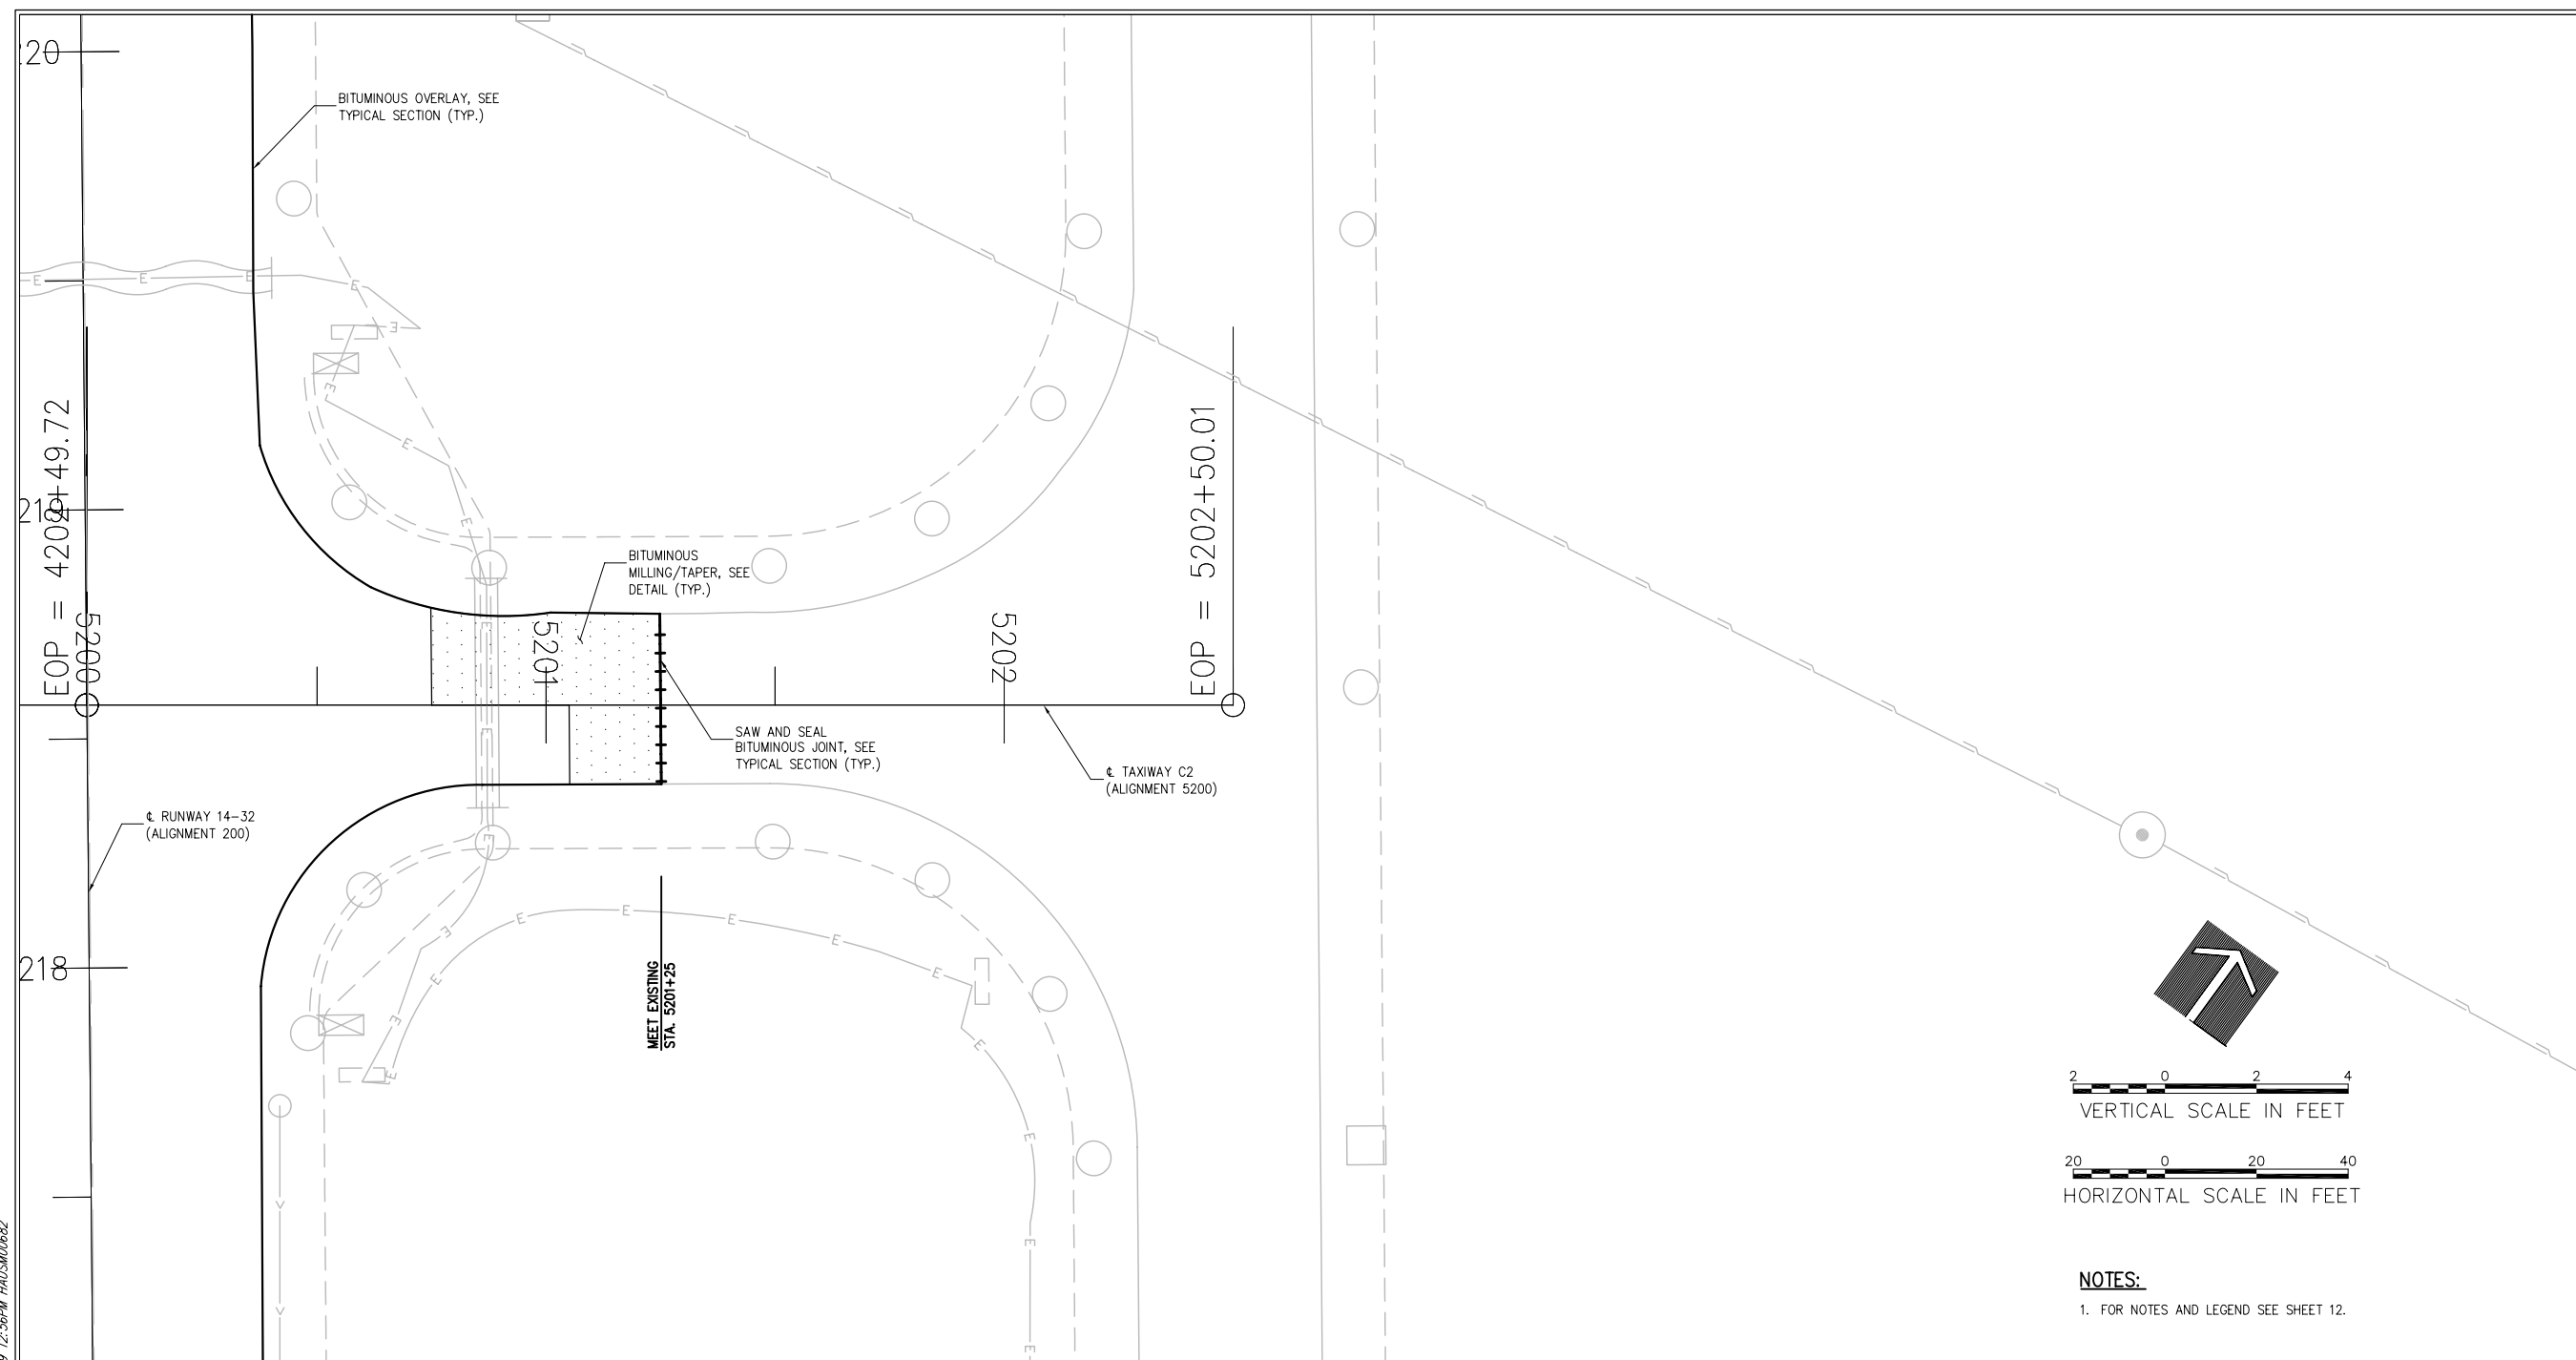 220
BITUMINOUS OVERLAY, SEE
TYPICAL SECTION (TYP.)
E
E
E
E
E
E
E
E
EOP = 4202+49.72
219
EOP = 5202+50.01
BITUMINOUS
MILLING/TAPER, SEE
DETAIL (TYP.)
5200
5201
5202
E
E
SAW AND SEAL
BITUMINOUS JOINT, SEE
TYPICAL SECTION (TYP.)
℄ TAXIWAY C2
(ALIGNMENT 5200)
℄ RUNWAY 14-32
(ALIGNMENT 200)
E
E
E
E
E
E
E
E
E
218
MEET EXISTING
STA. 5201+25
E
E
E
E
E
E
2 0 2 4
VERTICAL SCALE IN FEET
20 0 20 40
HORIZONTAL SCALE IN FEET
NOTES:
1. FOR NOTES AND LEGEND SEE SHEET 12.
12:56PM HAUSM00682